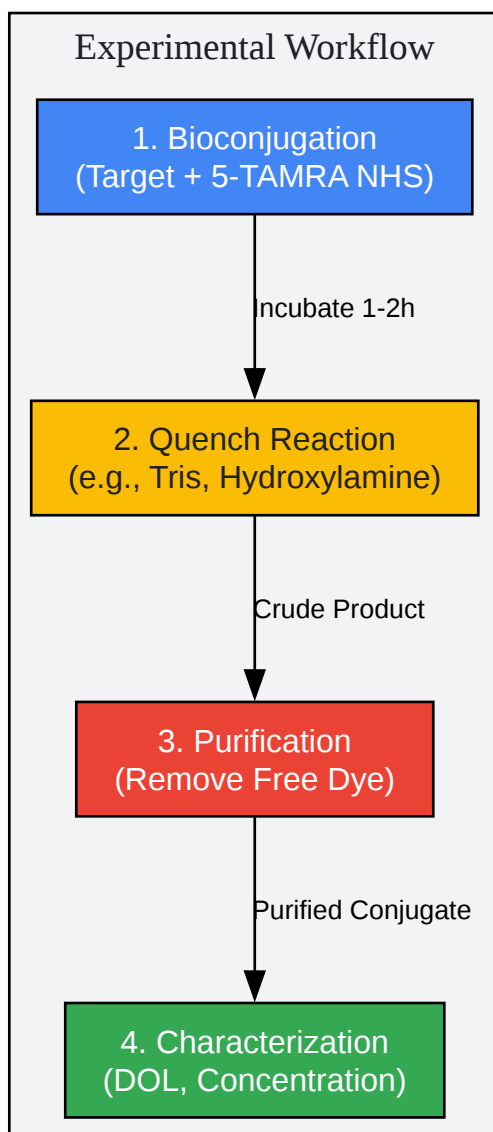 Experimental Workflow
1. Bioconjugation
(Target + 5-TAMRA NHS)
Incubate 1-2h
2. Quench Reaction
(e.g., Tris, Hydroxylamine)
Crude Product
3. Purification
(Remove Free Dye)
Purified Conjugate
4. Characterization
(DOL, Concentration)